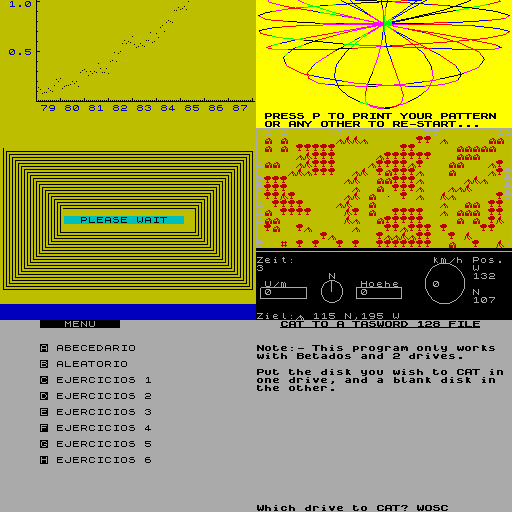 1.0
0.5
79 80 81 82 83 84 85 86 87
PRESS P TO PRINT YOUR PATTERN
OR ANY OTHER TO RE-START...
PLEASE WAIT
Zeit:
3
km/h
Pos.
W
132
N
107
N
U/m
0
Hoehe
0
0
Ziel: 115 N,195 W
MENU
A ABECEDARIO
B ALEATORIO
C EJERCICIOS 1
D EJERCICIOS 2
E EJERCICIOS 3
F EJERCICIOS 4
G EJERCICIOS 5
H EJERCICIOS 6
CAT TO A TASWORD 128 FILE
Note:- This program only works
with Betados and 2 drives.
Put the disk you wish to CAT in
one drive, and a blank disk in
the other.
Which drive to CAT? WOSC